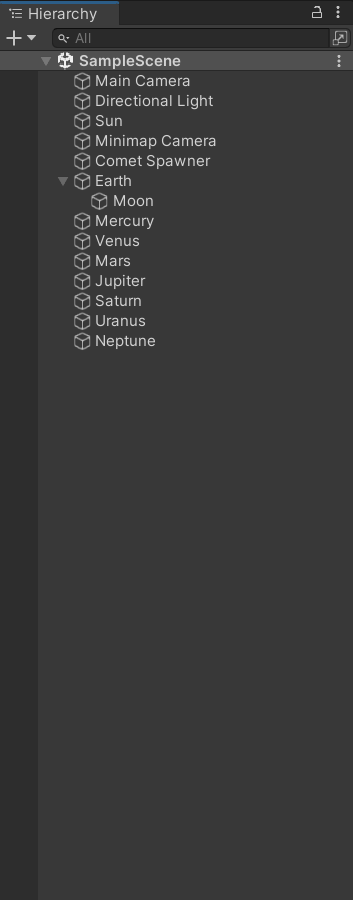 Hierarchy
All
SampleScene
Main Camera
Directional Light
Sun
Minimap Camera
Comet Spawner
Earth
Moon
Mercury
Venus
Mars
Jupiter
Saturn
Uranus
Neptune